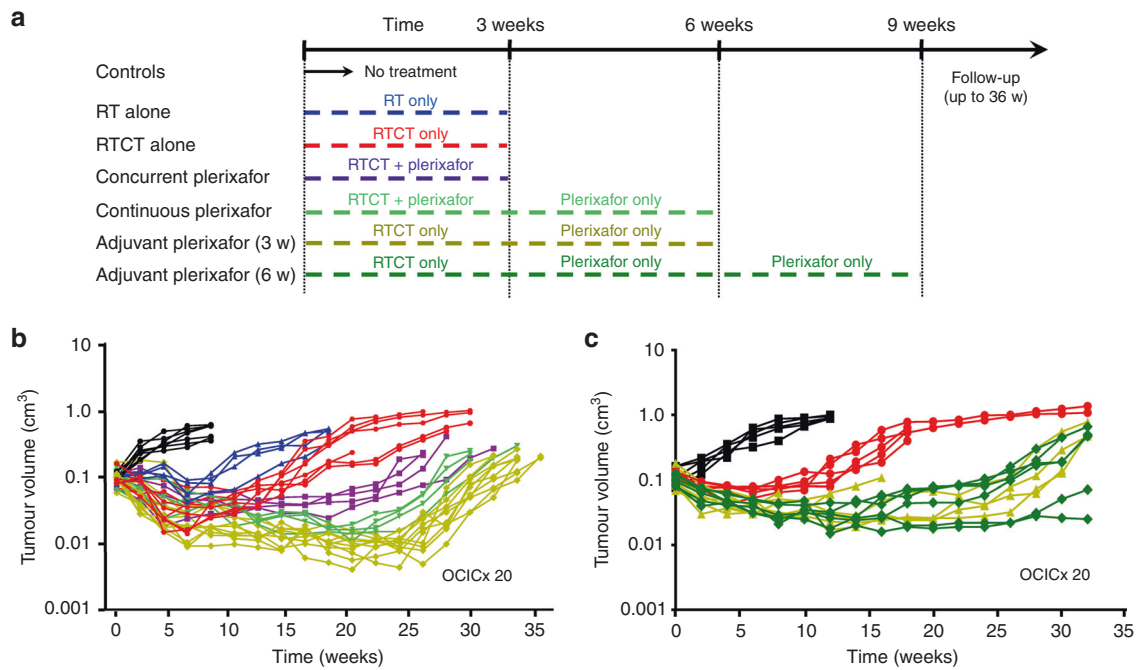 a
Time 3 weeks 6 weeks 9 weeks
Controls No treatment
Follow-up
(up to 36 w)
RT alone RT only
RTCT alone RTCT only
Concurrent plerixafor RTCT + plerixafor
Continuous plerixafor RTCT + plerixafor Plerixafor only
Adjuvant plerixafor (3 w) RTCT only Plerixafor only
Adjuvant plerixafor (6 w) RTCT only Plerixafor only Plerixafor only
b
10
1.0
0.1
0.01
0.001
Tumour volume (cm³)
OCICx 20
0 5 10 15 20 25 30 35
Time (weeks)
c
10
1.0
0.1
0.01
0.001
Tumour volume (cm³)
OCICx 20
0 5 10 15 20 25 30 35
Time (weeks)